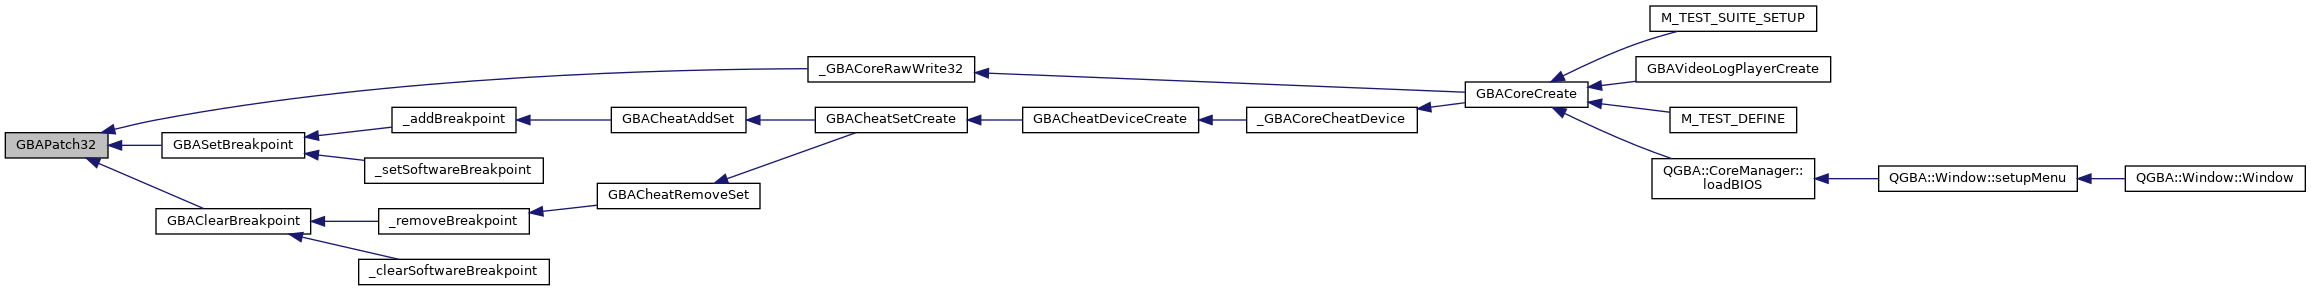 M_TEST_SUITE_SETUP
_GBACoreRawWrite32
GBAVideoLogPlayerCreate
GBACoreCreate
_addBreakpoint
GBACheatAddSet
GBACheatSetCreate
GBACheatDeviceCreate
_GBACoreCheatDevice
M_TEST_DEFINE
GBAPatch32
GBASetBreakpoint
_setSoftwareBreakpoint
QGBA::CoreManager::
loadBIOS
QGBA::Window::setupMenu
QGBA::Window::Window
GBACheatRemoveSet
GBAClearBreakpoint
_removeBreakpoint
_clearSoftwareBreakpoint